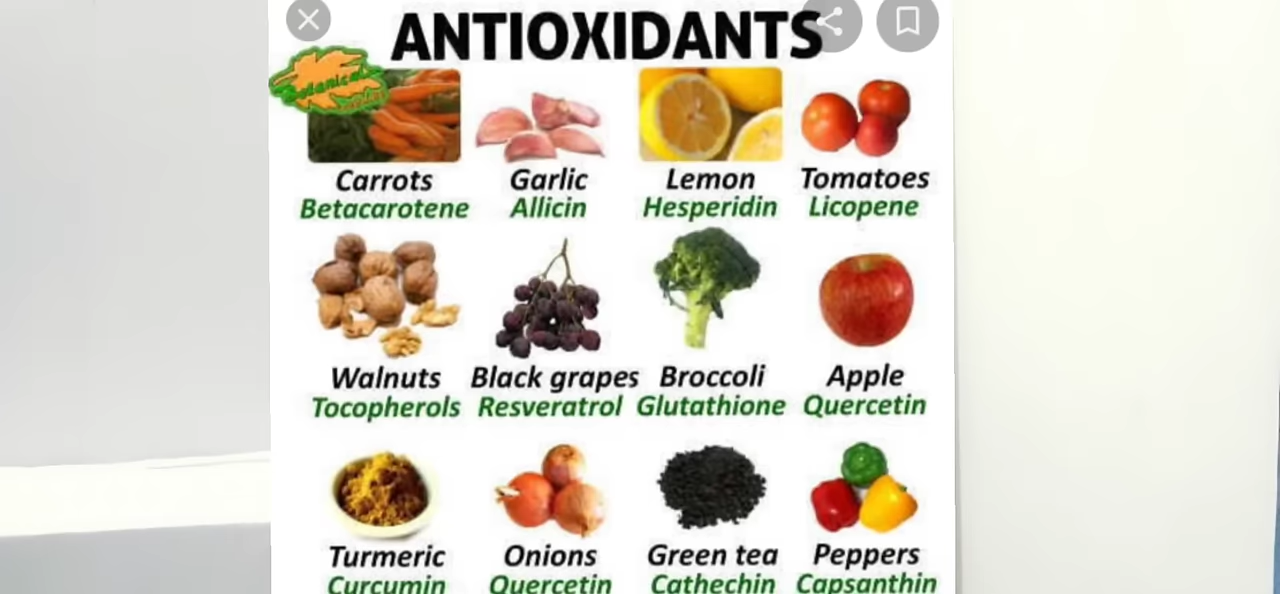 ANTIOXIDANTS
Botanical
Carrots Garlic Lemon Tomatoes
Betacarotene Allicin Hesperidin Licopene
Walnuts Black grapes Broccoli Apple
Tocopherols Resveratrol Glutathione Quercetin
Turmeric Onions Green tea Peppers
Curcumin Quercetin Cathechin Capsanthin